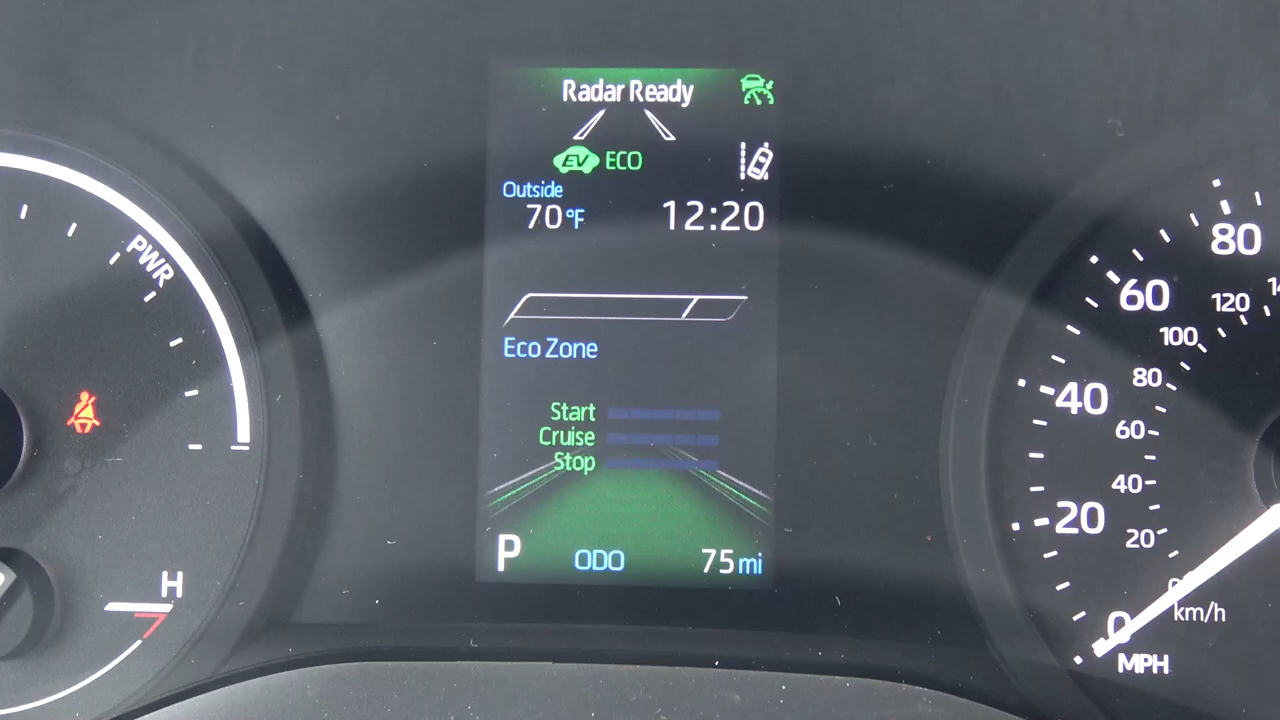 Radar Ready
EV ECO
Outside
70 °F 12:20
Eco Zone
Start
Cruise
Stop
P ODO 75 mi
PWR
H
80
60
40
20
0
MPH
120
100
80
60
40
20
km/h